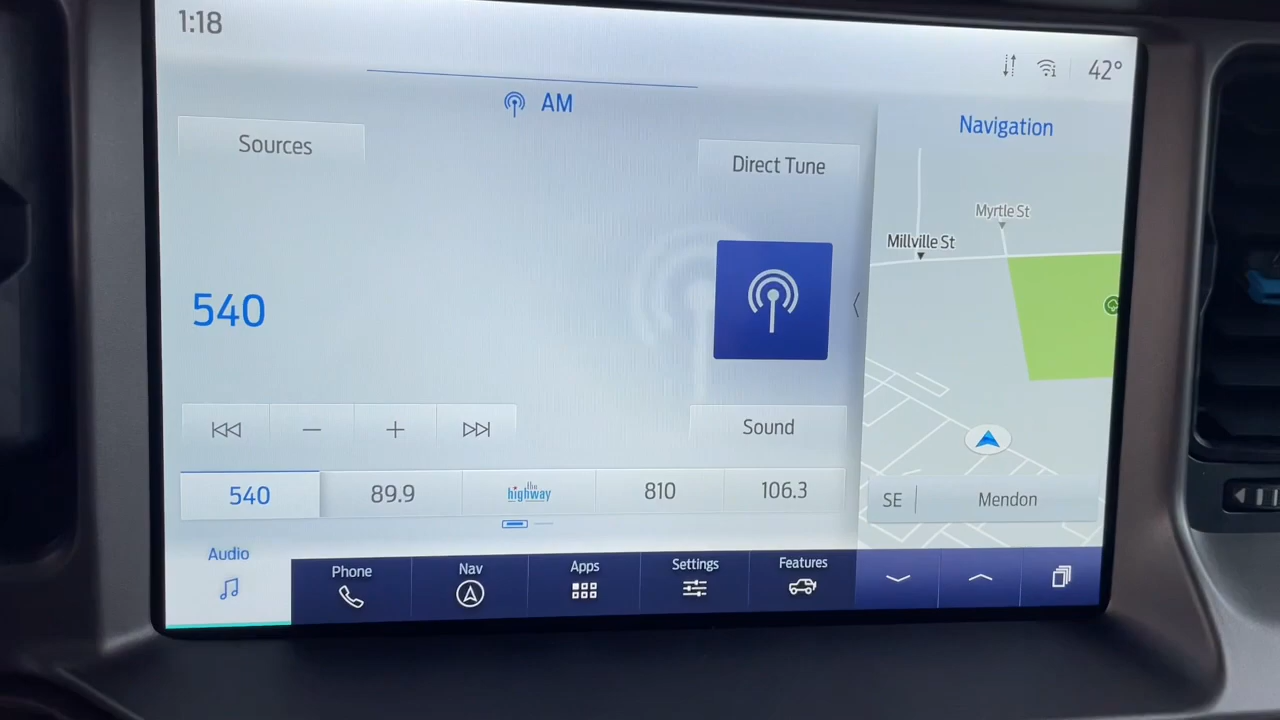 1:18
42°
AM
Sources
Direct Tune
Navigation
Myrtle St
Millville St
540
Sound
540
89.9
the highway
810
106.3
SE
Mendon
Audio
Phone
Nav
Apps
Settings
Features